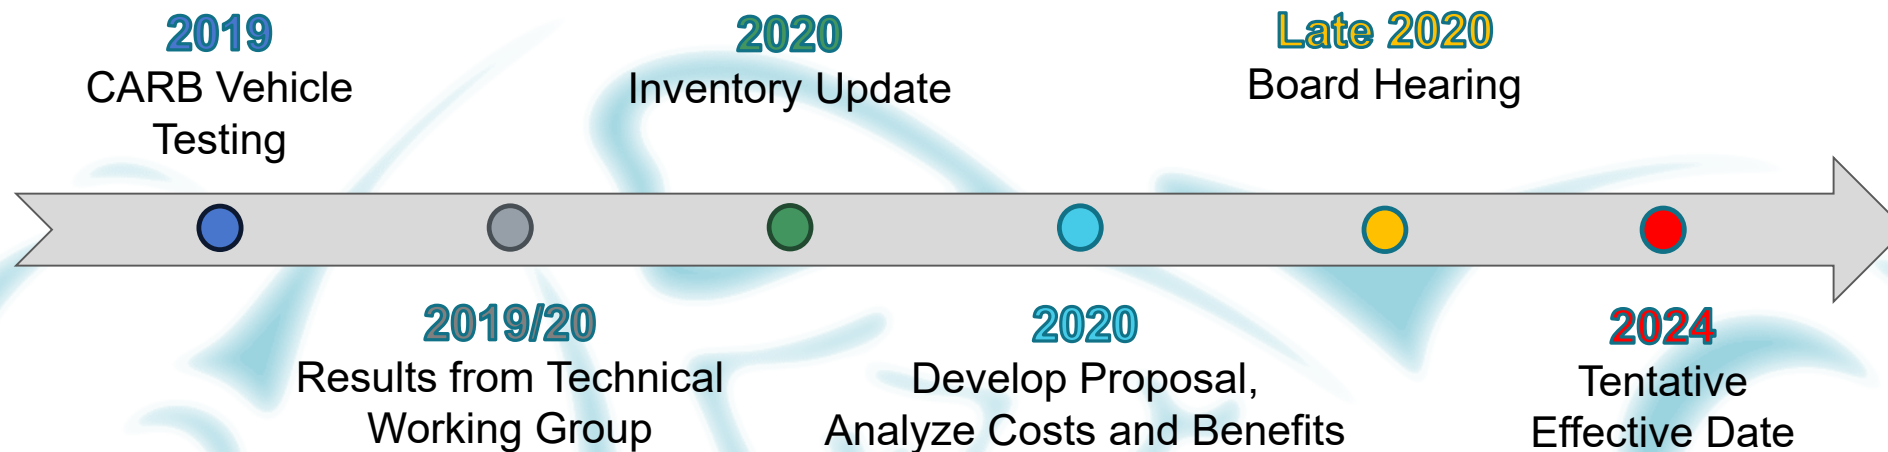 2019
CARB Vehicle
Testing
2019/20
Results from Technical
Working Group
2020
Inventory Update
2020
Develop Proposal,
Analyze Costs and Benefits
Late 2020
Board Hearing
2024
Tentative
Effective Date